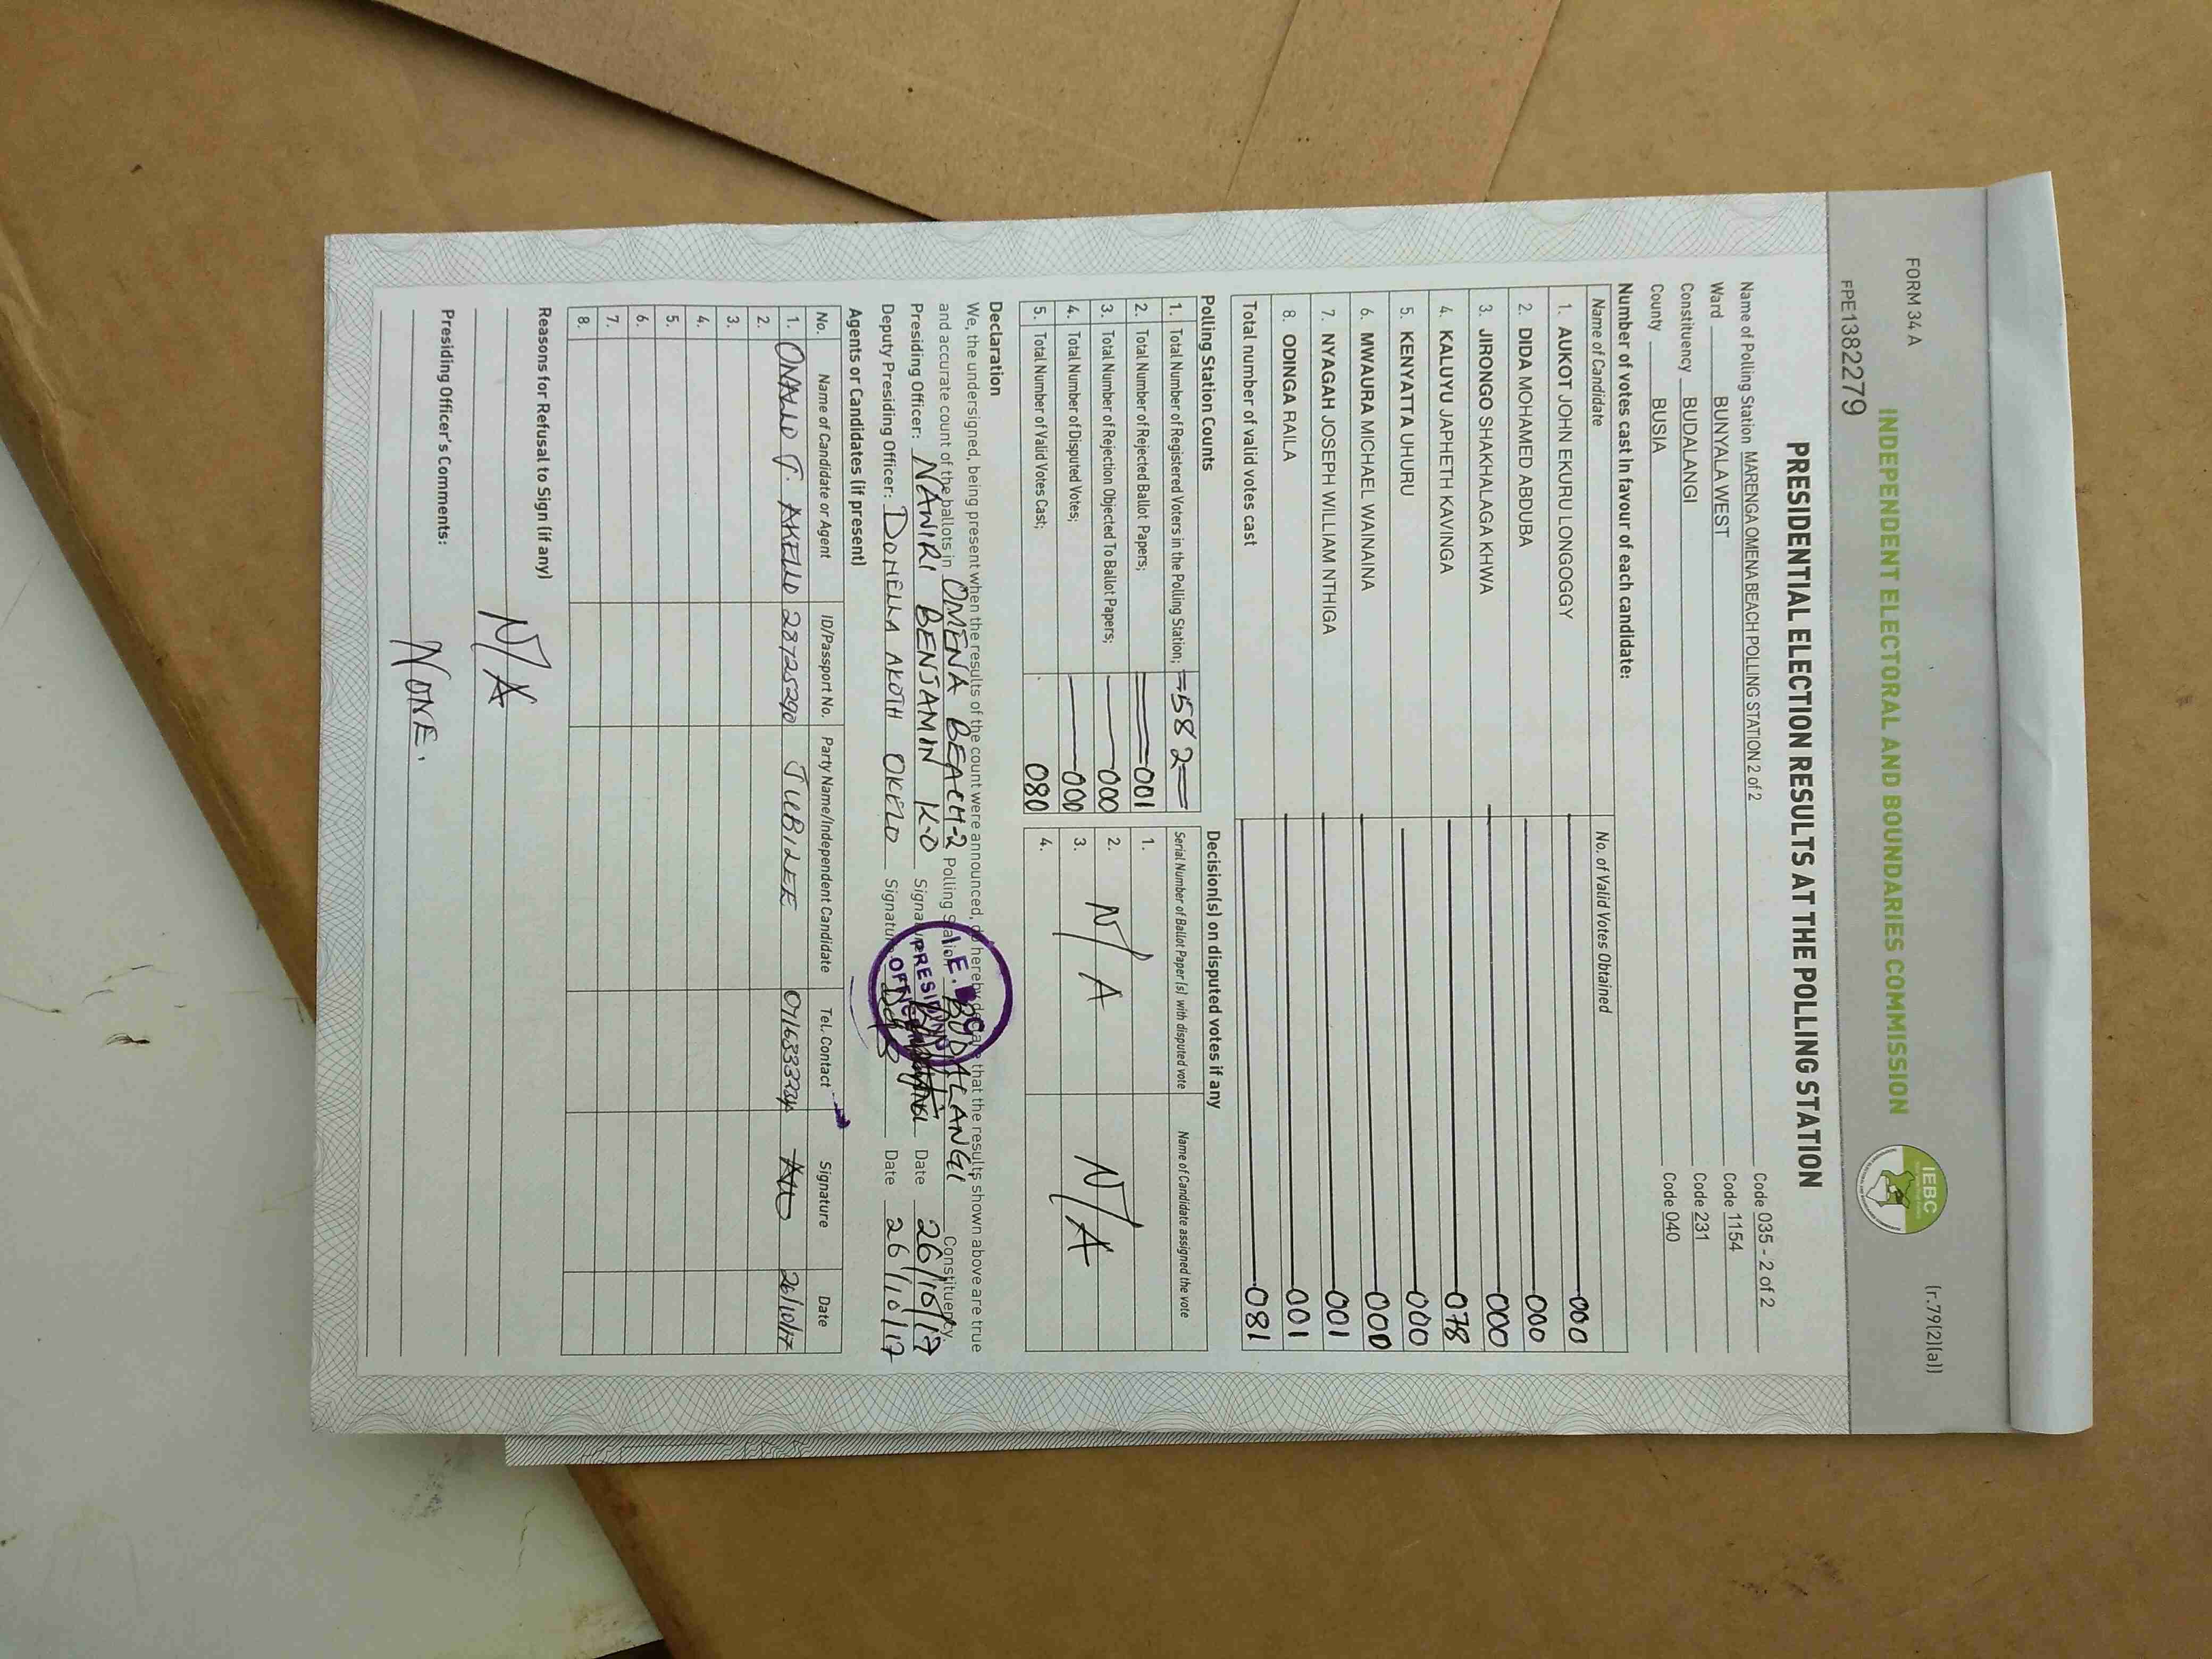 FORM 34 A
(r.79(2)(a))
INDEPENDENT ELECTORAL AND BOUNDARIES COMMISSION
IEBC
FPE1382279
PRESIDENTIAL ELECTION RESULTS AT THE POLLING STATION
Name of Polling Station MARENGA OMENA BEACH POLLING STATION 2 of 2 Code 035 - 2 of 2
Ward BUNYALA WEST Code 1154
Constituency BUDALANGI Code 231
County BUSIA Code 040
Number of votes cast in favour of each candidate:
Name of Candidate No. of Valid Votes Obtained
1. AUKOT JOHN EKURU LONGOGGY 000
2. DIDA MOHAMED ABDUBA 000
3. JIRONGO SHAKHALAGA KHWA 000
4. KALUYU JAPHETH KAVINGA 078
5. KENYATTA UHURU 000
6. MWAURA MICHAEL WAINAINA 000
7. NYAGAH JOSEPH WILLIAM NTHIGA 001
8. ODINGA RAILA 001
Total number of valid votes cast 081
Polling Station Counts Decision(s) on disputed votes if any
Serial Number of Ballot Paper (s) with disputed vote Name of Candidate assigned the vote
1. Total Number of Registered Voters in the Polling Station; =582=
2. Total Number of Rejected Ballot Papers; 001 1.
3. Total Number of Rejection Objected To Ballot Papers; 000 2. N/A N/A
4. Total Number of Disputed Votes; 000 3.
5. Total Number of Valid Votes Cast; 080 4.
Declaration
We, the undersigned, being present when the results of the count were announced, do hereby declare that the results shown above are true
and accurate count of the ballots in OMENA BEACH-2 Polling Station BUDALANGI Constituency.
Presiding Officer: NANIRI BENJAMIN K.O Signature Date 26/10/17
Deputy Presiding Officer: DOMELLA AKOTH OKELLO Signature Date 26/10/17
I.E.B.C
PRESIDING
OFFICER
Agents or Candidates (if present)
No. Name of Candidate or Agent ID/Passport No. Party Name/Independent Candidate Tel. Contact Signature Date
1. AKELLO 28725290 JUBILEE 26/10/17
2.
3.
4.
5.
6.
7.
8.
Reasons for Refusal to Sign (if any)
N/A
Presiding Officer's Comments:
NONE.